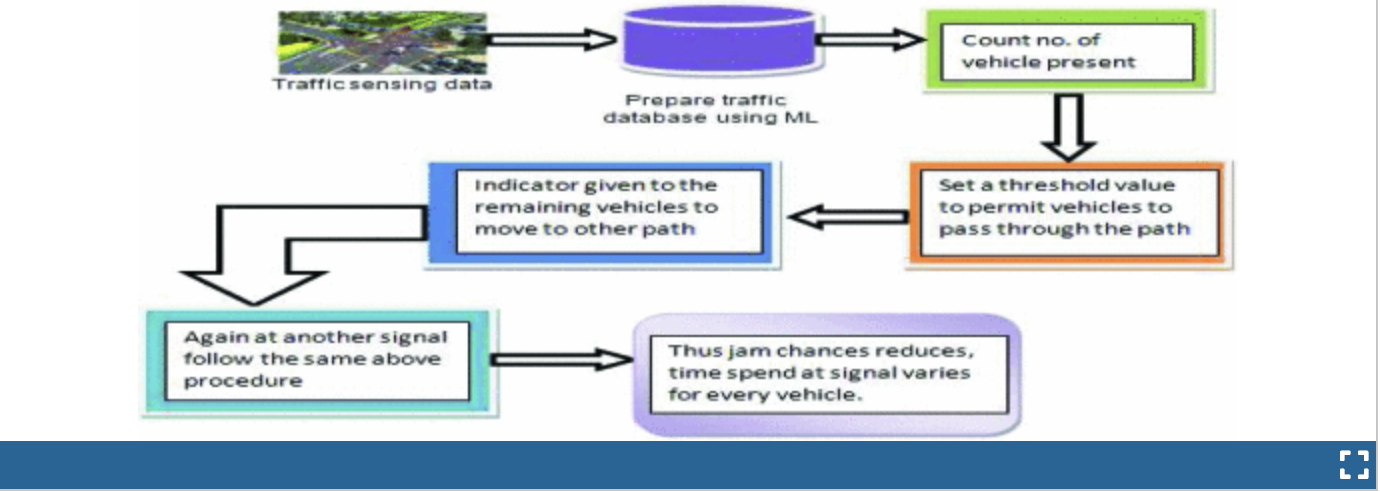 Traffic sensing data
Prepare traffic
database using ML
Count no. of
vehicle present
Set a threshold value
to permit vehicles to
pass through the path
Indicator given to the
remaining vehicles to
move to other path
Again at another signal
follow the same above
procedure
Thus jam chances reduces,
time spend at signal varies
for every vehicle.